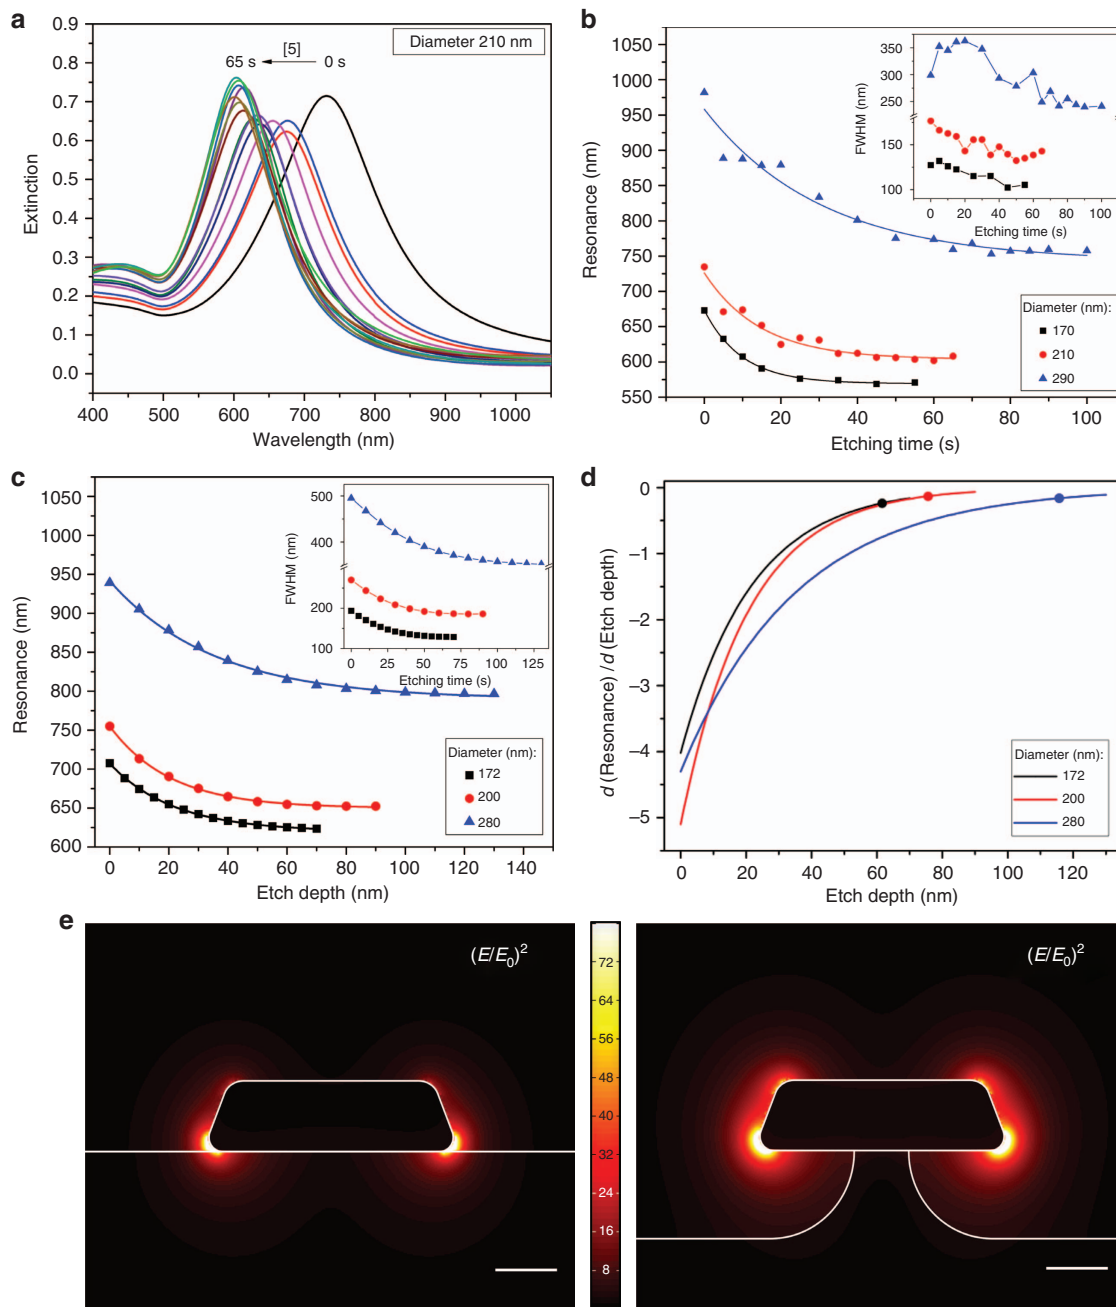 a
0.9
0.8
0.7
0.6
0.5
0.4
0.3
0.2
0.1
0.0
Extinction
Diameter 210 nm
[5]
65 s
0 s
400 500 600 700 800 900 1000
Wavelength (nm)
b
1050
1000
950
900
850
800
750
700
650
600
550
Resonance (nm)
0 20 40 60 80 100
Etching time (s)
350
300
250
150
100
FWHM (nm)
0 20 40 60 80 100
Etching time (s)
Diameter (nm):
170
210
290
c
1050
1000
950
900
850
800
750
700
650
600
Resonance (nm)
0 20 40 60 80 100 120 140
Etch depth (nm)
500
400
200
100
FWHM (nm)
0 25 50 75 100 125
Etching time (s)
Diameter (nm):
172
200
280
d
0
−1
−2
−3
−4
−5
d (Resonance) / d (Etch depth)
0 20 40 60 80 100 120
Etch depth (nm)
Diameter (nm):
172
200
280
e
(E/E0)2
72
64
56
48
40
32
24
16
8
(E/E0)2